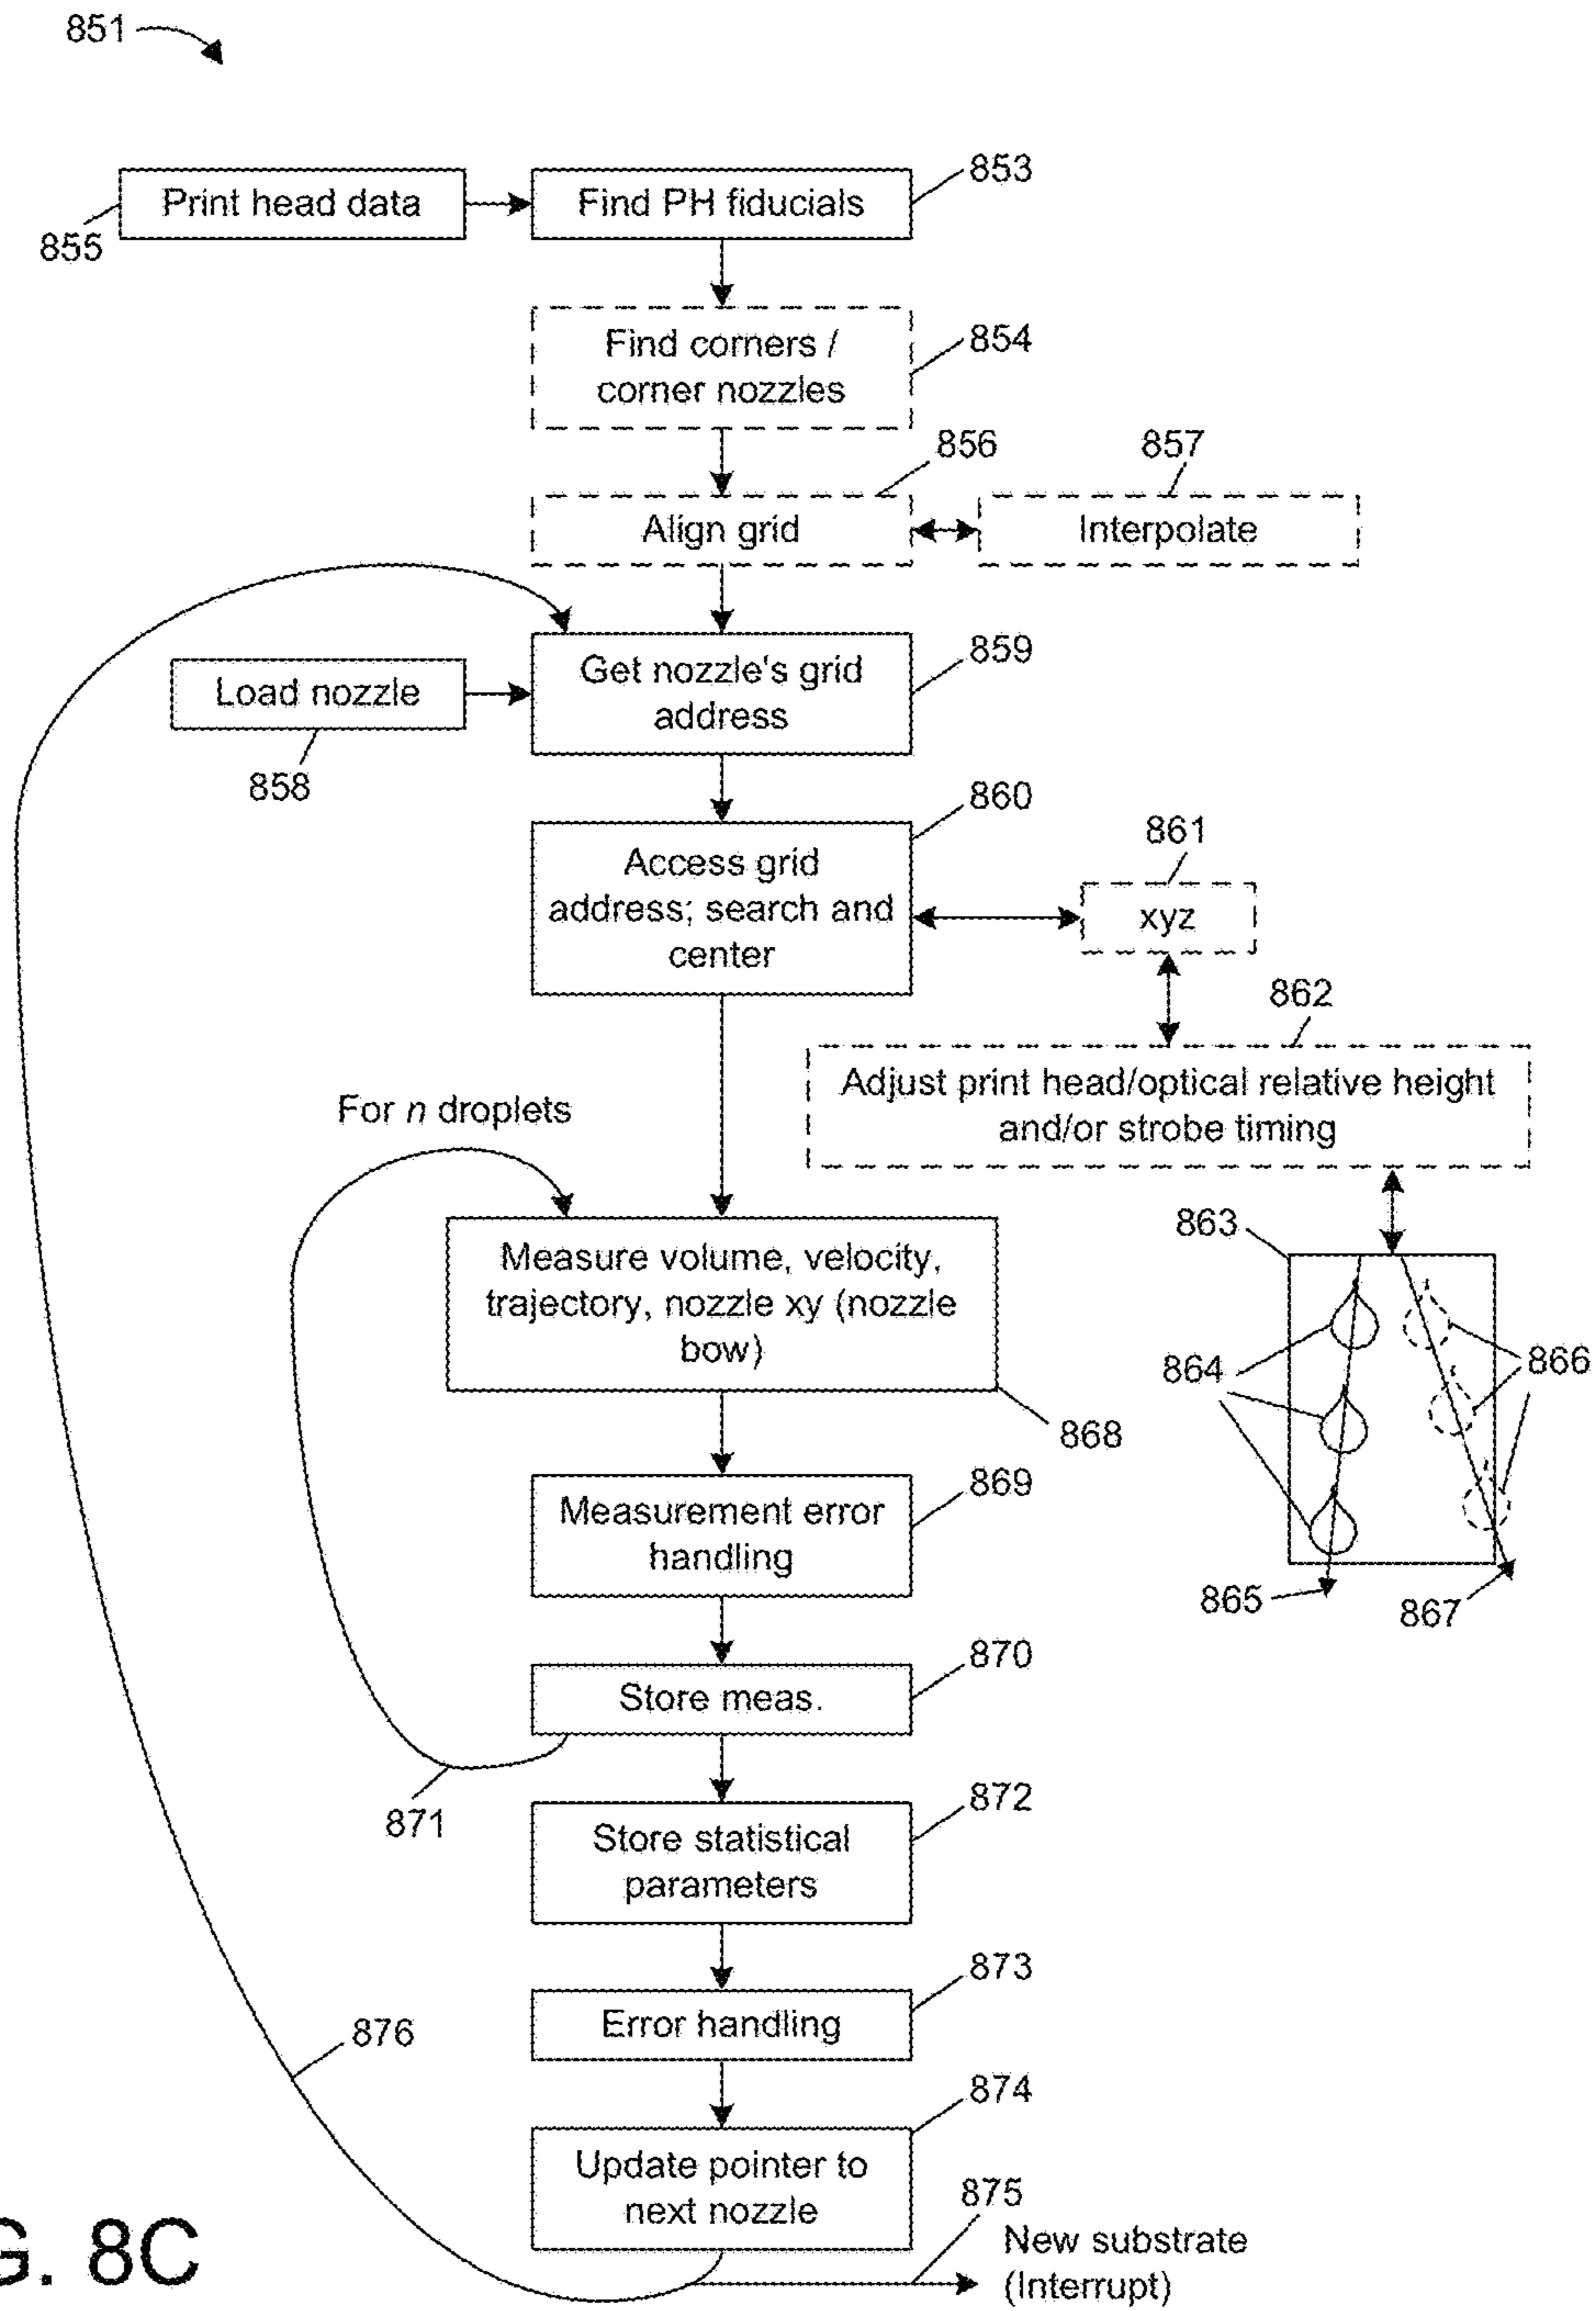 851
853
Print head data
Find PH fiducials
855
854
Find corners /
corner nozzles
856
857
Align grid
Interpolate
859
Get nozzle's grid
address
Load nozzle
858
860
861
Access grid
address; search and
center
xyz
862
Adjust print head/optical relative height
and/or strobe timing
For n droplets
863
Measure volume, velocity,
trajectory, nozzle xy (nozzle
bow)
864
866
868
869
Measurement error
handling
865
867
870
Store meas.
871
872
Store statistical
parameters
873
Error handling
876
874
Update pointer to
next nozzle
875
New substrate
(Interrupt)
G. 8C